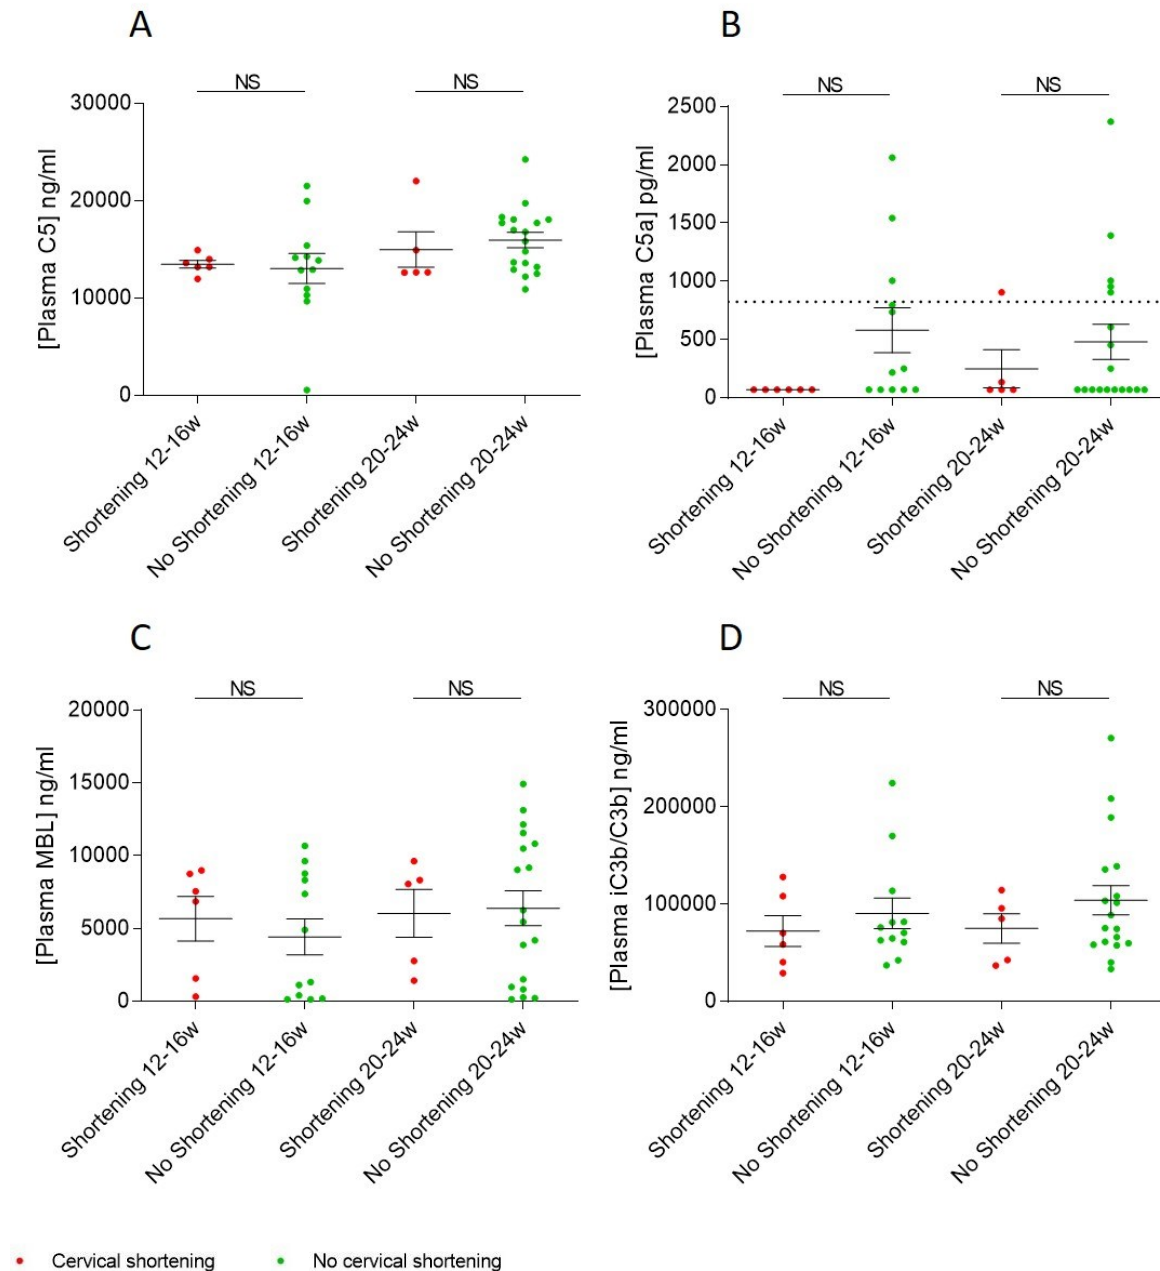 A
NS
NS
[Plasma C5] ng/ml
30000
20000
10000
0
Shortening 12-16w
No Shortening 12-16w
Shortening 20-24w
No Shortening 20-24w
B
NS
NS
[Plasma C5a] pg/ml
2500
2000
1500
1000
500
0
Shortening 12-16w
No Shortening 12-16w
Shortening 20-24w
No Shortening 20-24w
C
NS
NS
[Plasma MBL] ng/ml
20000
15000
10000
5000
0
Shortening 12-16w
No Shortening 12-16w
Shortening 20-24w
No Shortening 20-24w
D
NS
NS
[Plasma iC3b/C3b] ng/ml
300000
200000
100000
0
Shortening 12-16w
No Shortening 12-16w
Shortening 20-24w
No Shortening 20-24w
Cervical shortening
No cervical shortening